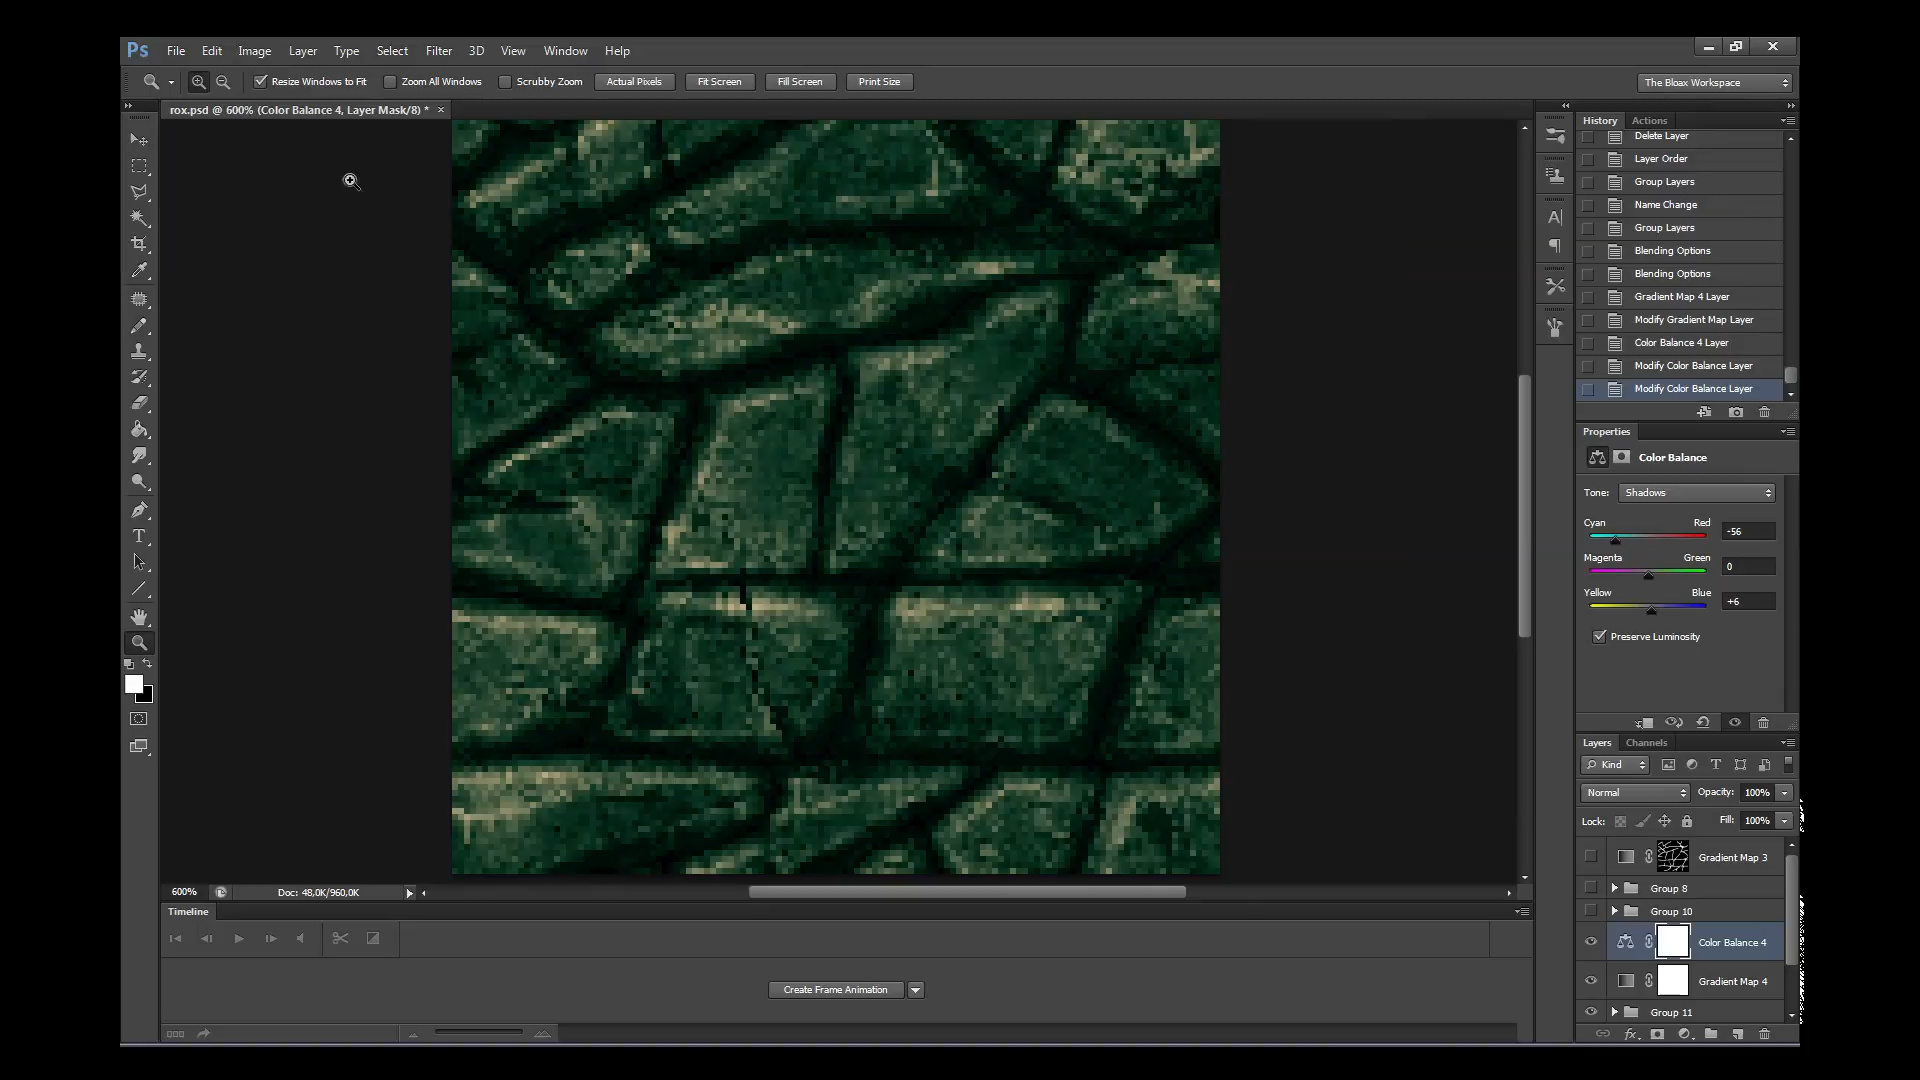 Ps File Edit Image Layer Type Select Filter 3D View Window Help
Resize Windows to Fit Zoom All Windows Scrubby Zoom Actual Pixels Fit Screen Fill Screen Print Size The Bloax Workspace
rox.psd @ 600% (Color Balance 4, Layer Mask/8) * ×
History Actions
Delete Layer
Layer Order
Group Layers
Name Change
Group Layers
Blending Options
Blending Options
Gradient Map 4 Layer
Modify Gradient Map Layer
Color Balance 4 Layer
Modify Color Balance Layer
Modify Color Balance Layer
Properties
Color Balance
Tone: Shadows
Cyan Red -56
Magenta Green 0
Yellow Blue +6
Preserve Luminosity
Layers Channels
Kind
Normal Opacity: 100%
Lock: Fill: 100%
Gradient Map 3
Group 8
Group 10
Color Balance 4
Gradient Map 4
Group 11
600% Doc: 48,0K/960,0K
Timeline
Create Frame Animation